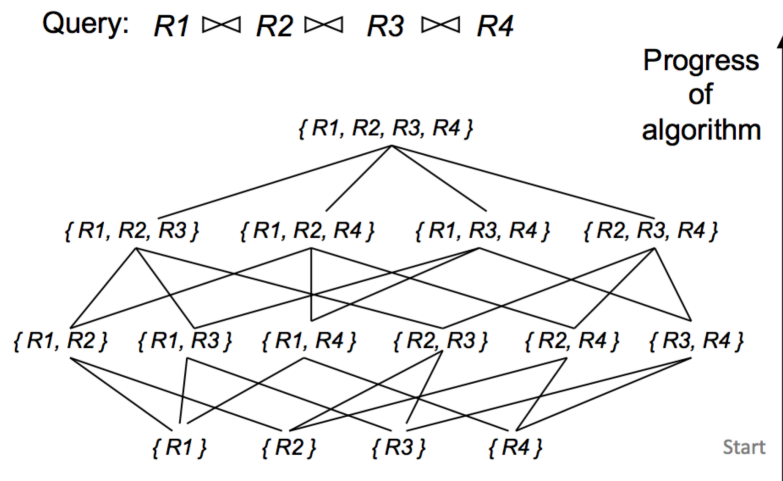 Query: R1 ⋈ R2 ⋈ R3 ⋈ R4
Progress
of
algorithm
{ R1, R2, R3, R4 }
{ R1, R2, R3 } { R1, R2, R4 } { R1, R3, R4 } { R2, R3, R4 }
{ R1, R2 } { R1, R3 } { R1, R4 } { R2, R3 } { R2, R4 } { R3, R4 }
{ R1 } { R2 } { R3 } { R4 } Start